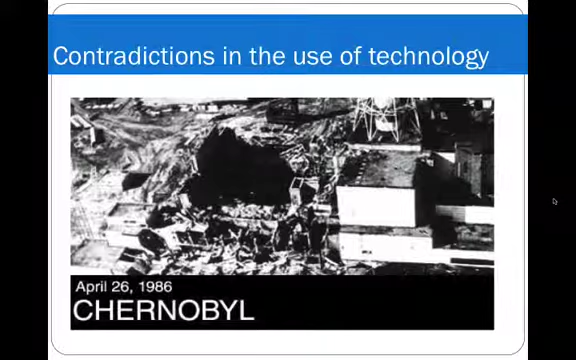 Contradictions in the use of technology
April 26, 1986
CHERNOBYL